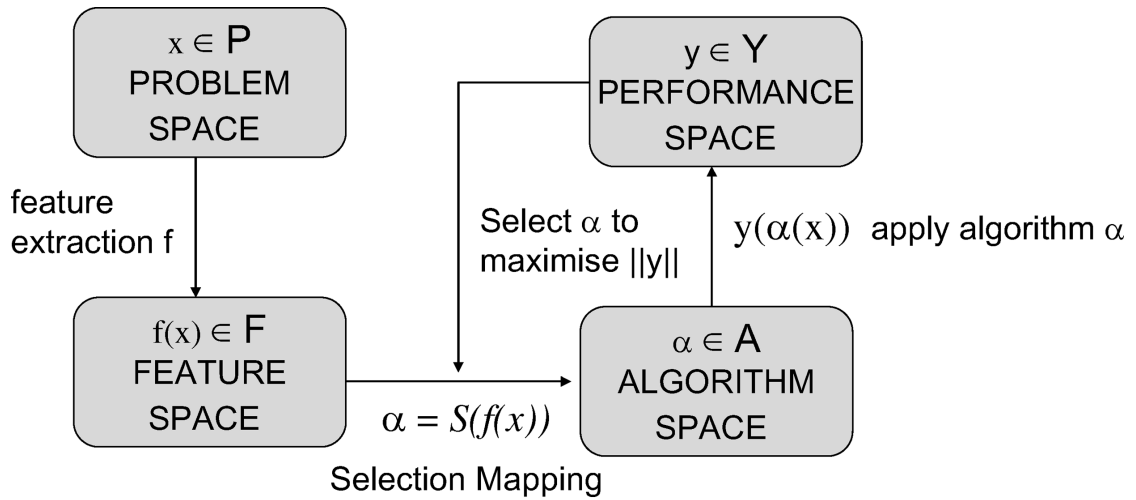 x ∈ P
PROBLEM
SPACE
y ∈ Y
PERFORMANCE
SPACE
feature
extraction f
Select α to
maximise ||y||
y(α(x)) apply algorithm α
f(x) ∈ F
FEATURE
SPACE
α ∈ A
ALGORITHM
SPACE
α = S(f(x))
Selection Mapping